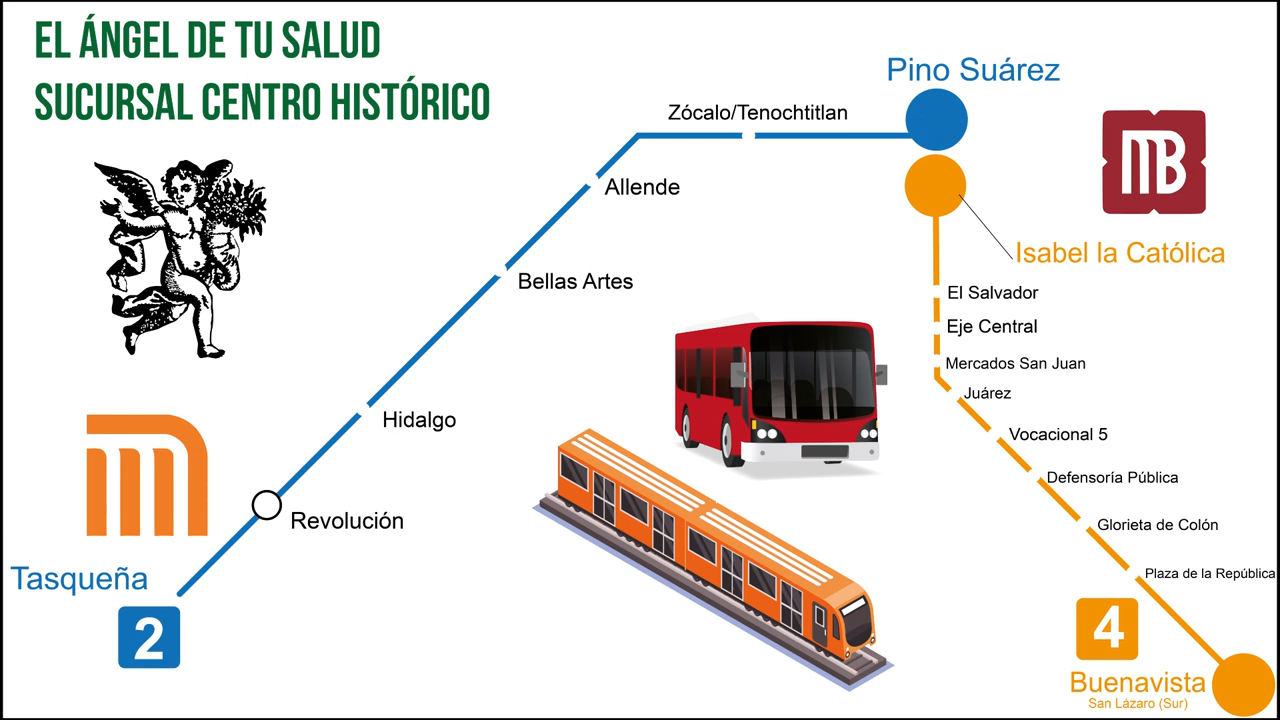 EL ÁNGEL DE TU SALUD
SUCURSAL CENTRO HISTÓRICO
Pino Suárez
Zócalo/Tenochtitlan
MB
Allende
Isabel la Católica
Bellas Artes
El Salvador
Eje Central
Mercados San Juan
Juárez
Hidalgo
Vocacional 5
Defensoría Pública
Revolución
Glorieta de Colón
Tasqueña
Plaza de la República
2
4
Buenavista
San Lázaro (Sur)